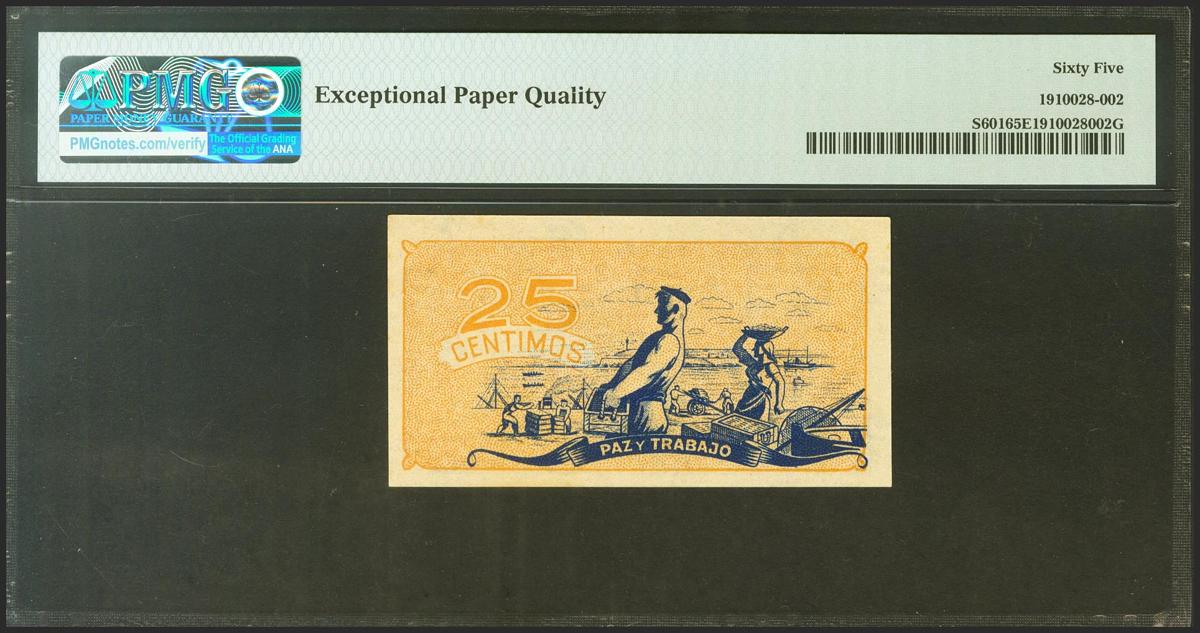 PMG
PAPER MONEY GUARANTY
PMGnotes.com/verify
The Official Grading
Service of the ANA
Exceptional Paper Quality
Sixty Five
1910028-002
S60165E1910028002G
25
CENTIMOS
PAZ Y TRABAJO